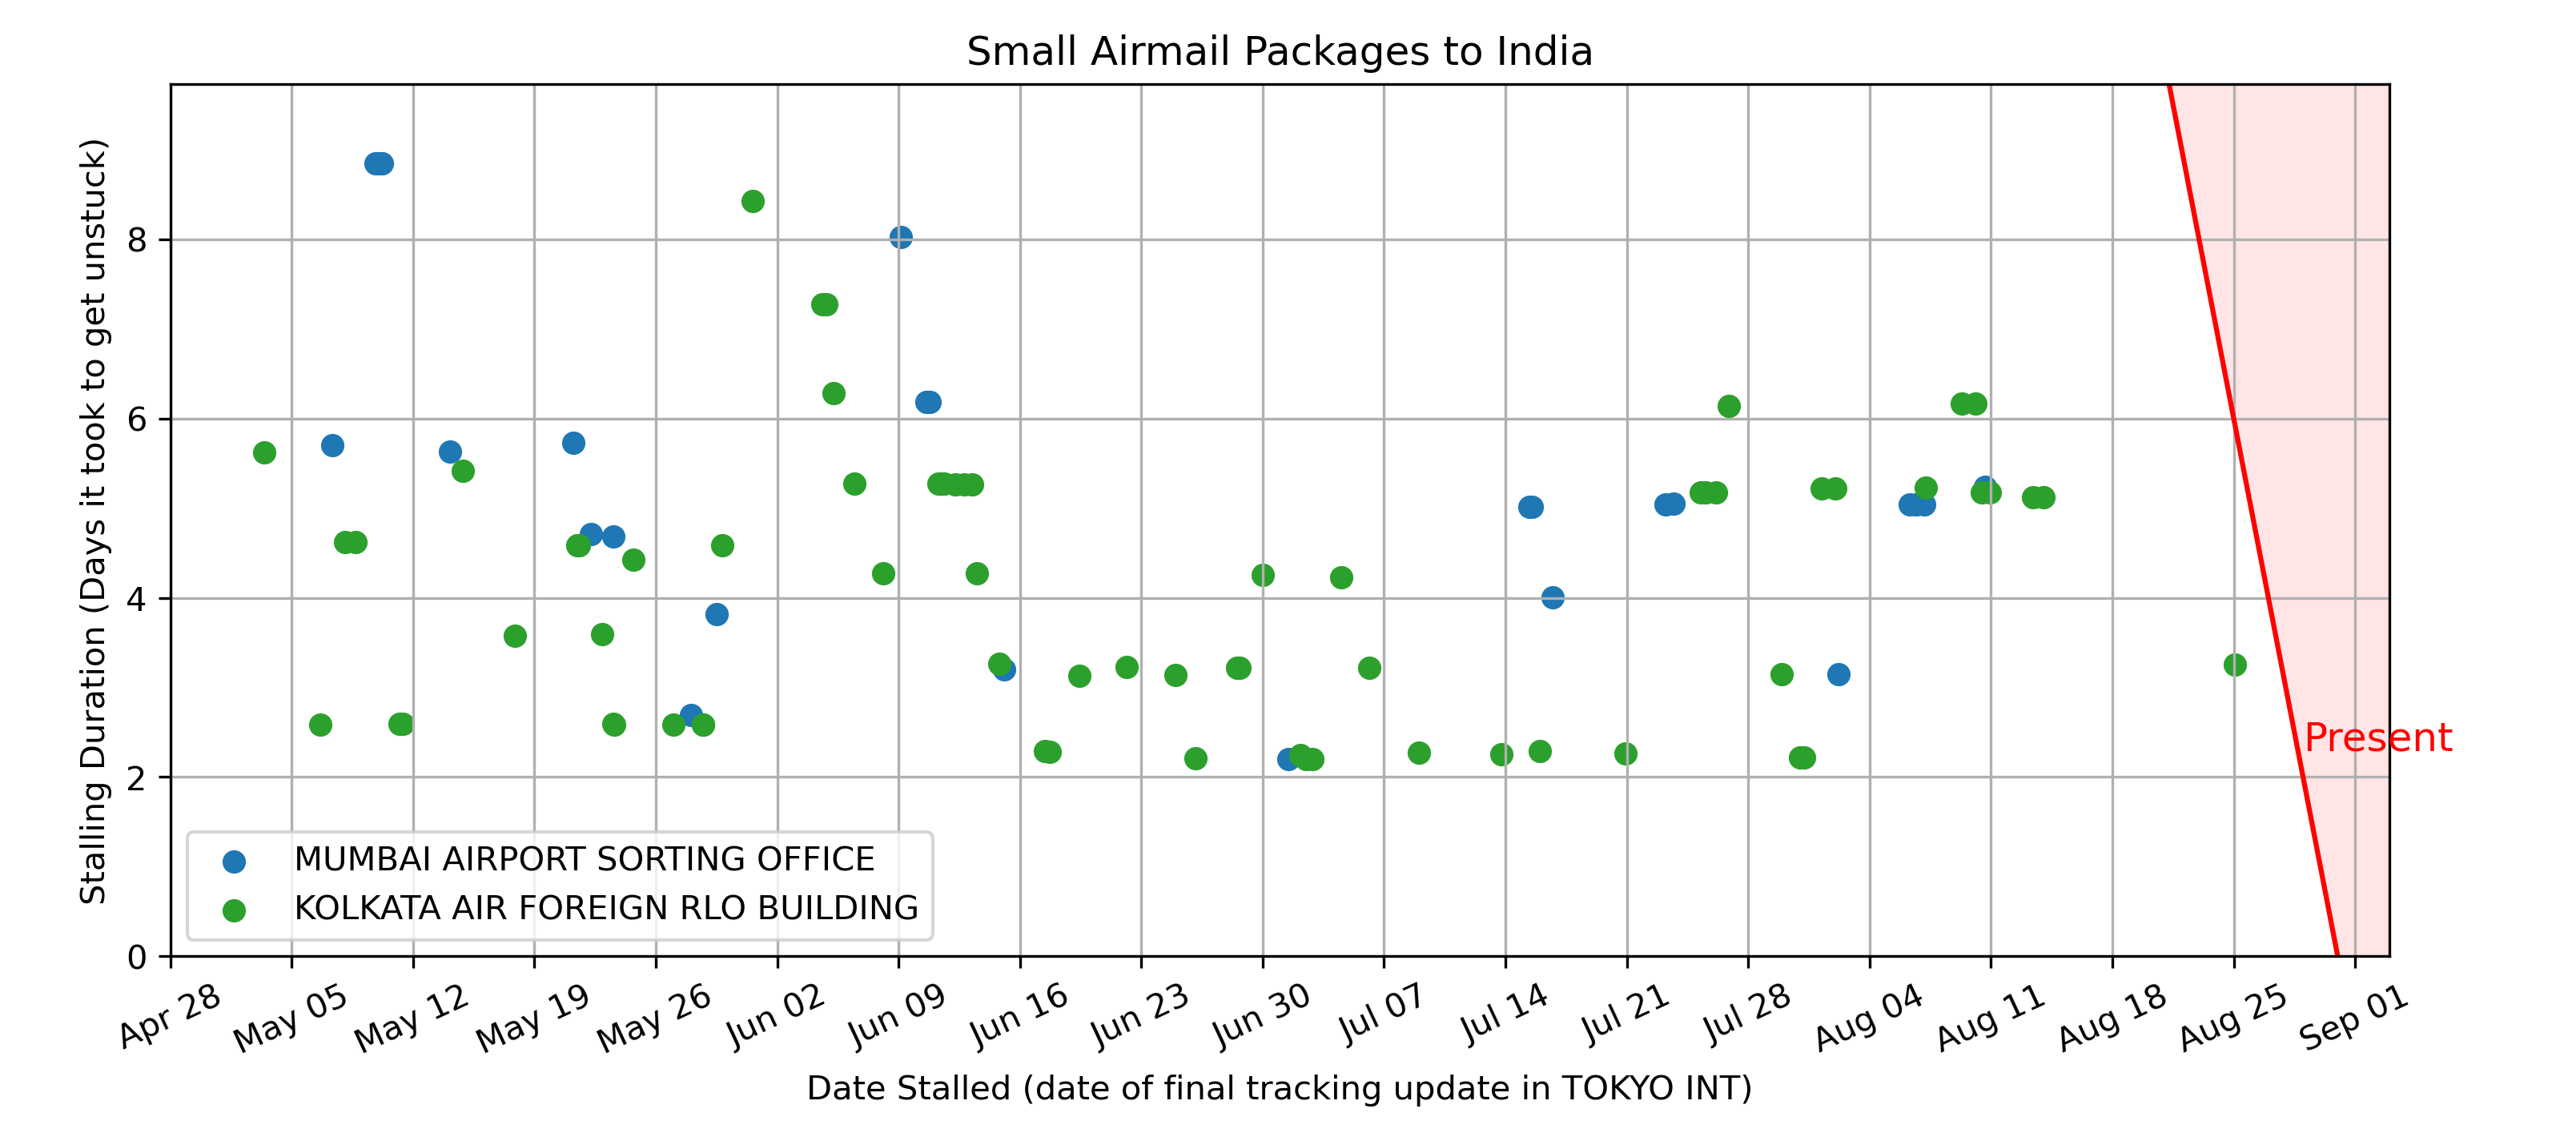 Small Airmail Packages to India
Stalling Duration (Days it took to get unstuck)
8
6
4
2
0
Present
MUMBAI AIRPORT SORTING OFFICE
KOLKATA AIR FOREIGN RLO BUILDING
Apr 28
May 05
May 12
May 19
May 26
Jun 02
Jun 09
Jun 16
Jun 23
Jun 30
Jul 07
Jul 14
Jul 21
Jul 28
Aug 04
Aug 11
Aug 18
Aug 25
Sep 01
Date Stalled (date of final tracking update in TOKYO INT)